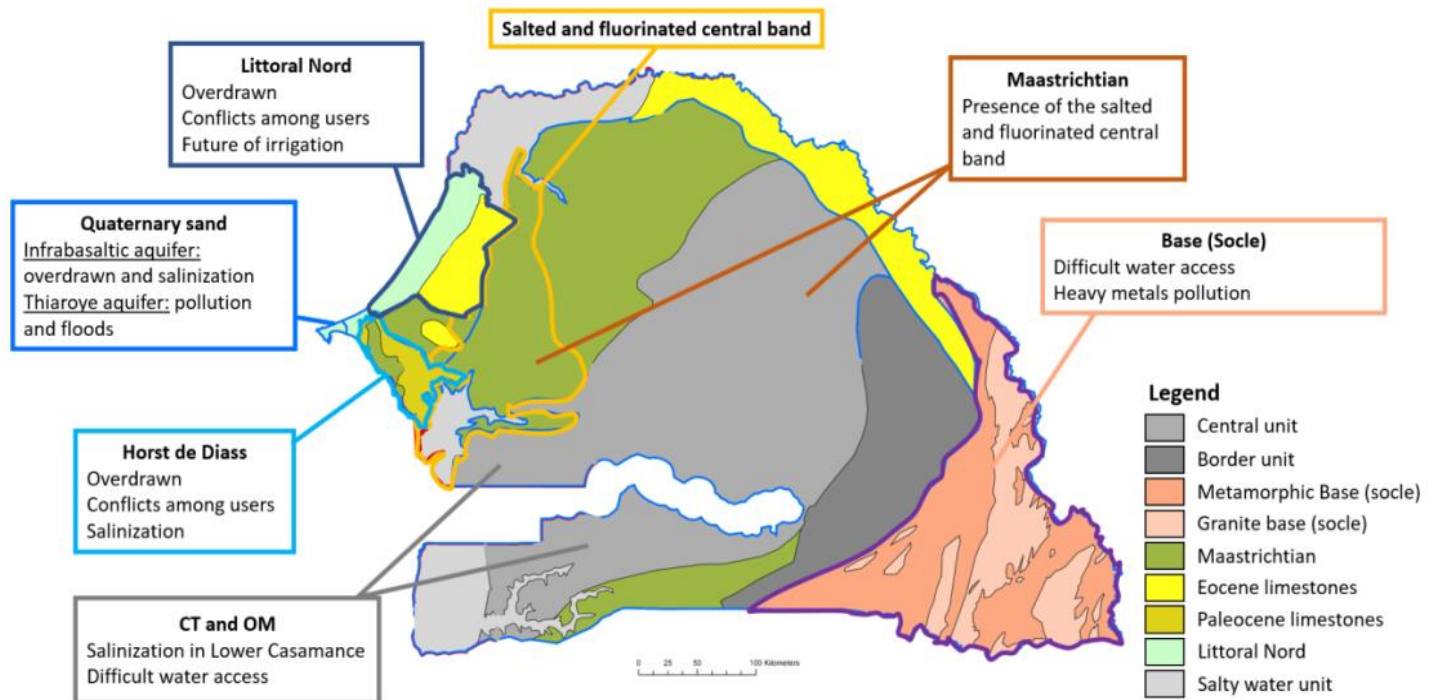 Salted and fluorinated central band
Littoral Nord
Overdrawn
Conflicts among users
Future of irrigation
Maastrichtian
Presence of the salted
and fluorinated central
band
Quaternary sand
Infrabasaltic aquifer:
overdrawn and salinization
Thiaroye aquifer: pollution
and floods
Base (Socle)
Difficult water access
Heavy metals pollution
Horst de Diass
Overdrawn
Conflicts among users
Salinization
CT and OM
Salinization in Lower Casamance
Difficult water access
Legend
Central unit
Border unit
Metamorphic Base (socle)
Granite base (socle)
Maastrichtian
Eocene limestones
Paleocene limestones
Littoral Nord
Salty water unit
0 25 50 100 Kilometers